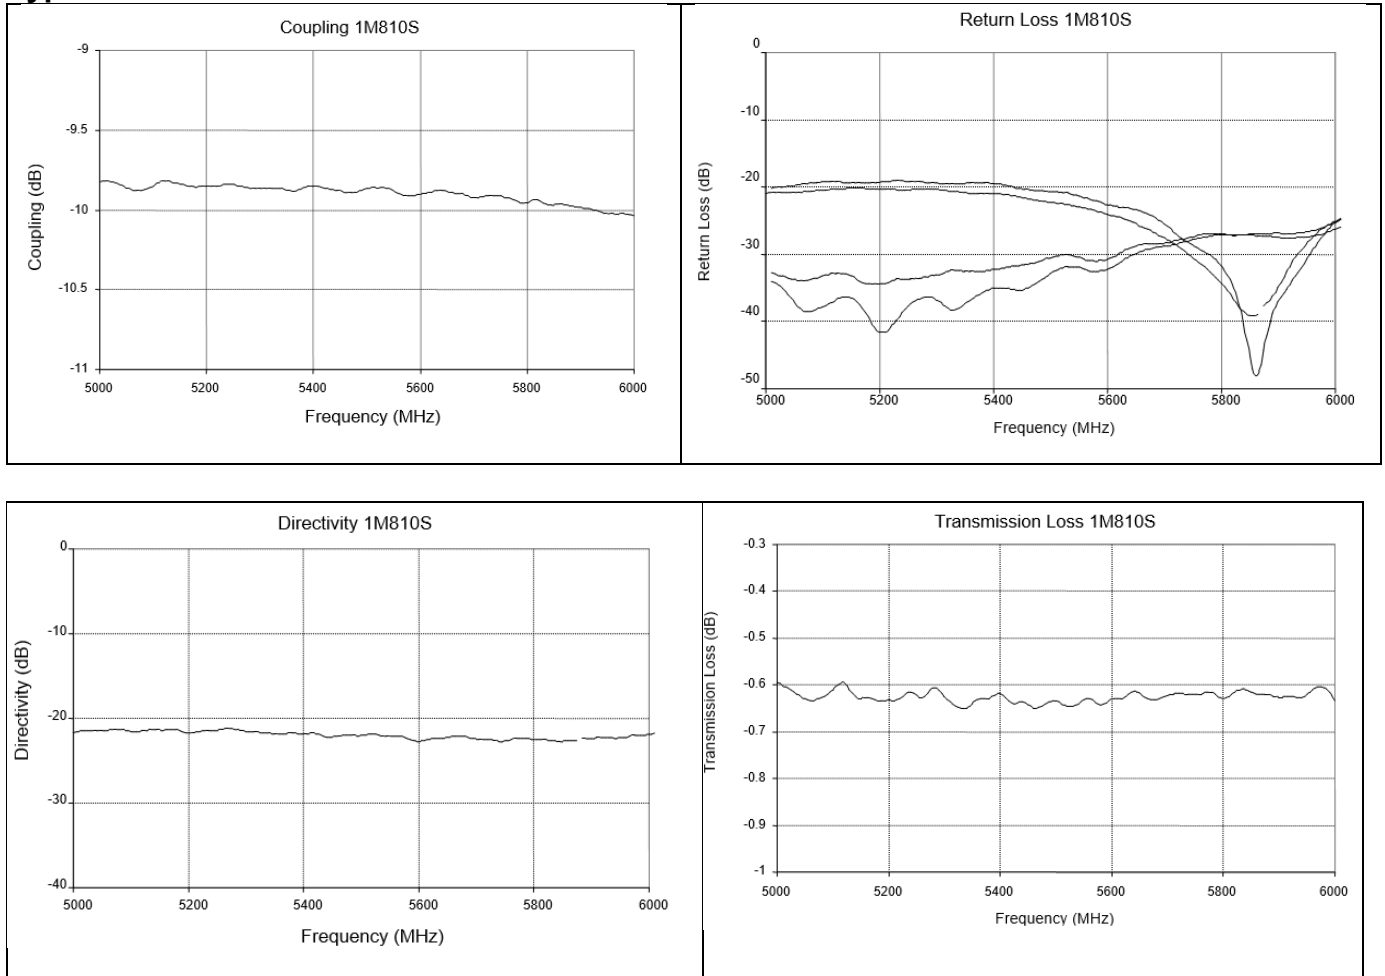 Coupling 1M810S
-9
-9.5
-10
-10.5
-11
Coupling (dB)
5000 5200 5400 5600 5800 6000
Frequency (MHz)
Return Loss 1M810S
0
-10
-20
-30
-40
-50
Return Loss (dB)
5000 5200 5400 5600 5800 6000
Frequency (MHz)
Directivity 1M810S
0
-10
-20
-30
-40
Directivity (dB)
5000 5200 5400 5600 5800 6000
Frequency (MHz)
Transmission Loss 1M810S
-0.3
-0.4
-0.5
-0.6
-0.7
-0.8
-0.9
-1
Transmission Loss (dB)
5000 5200 5400 5600 5800 6000
Frequency (MHz)